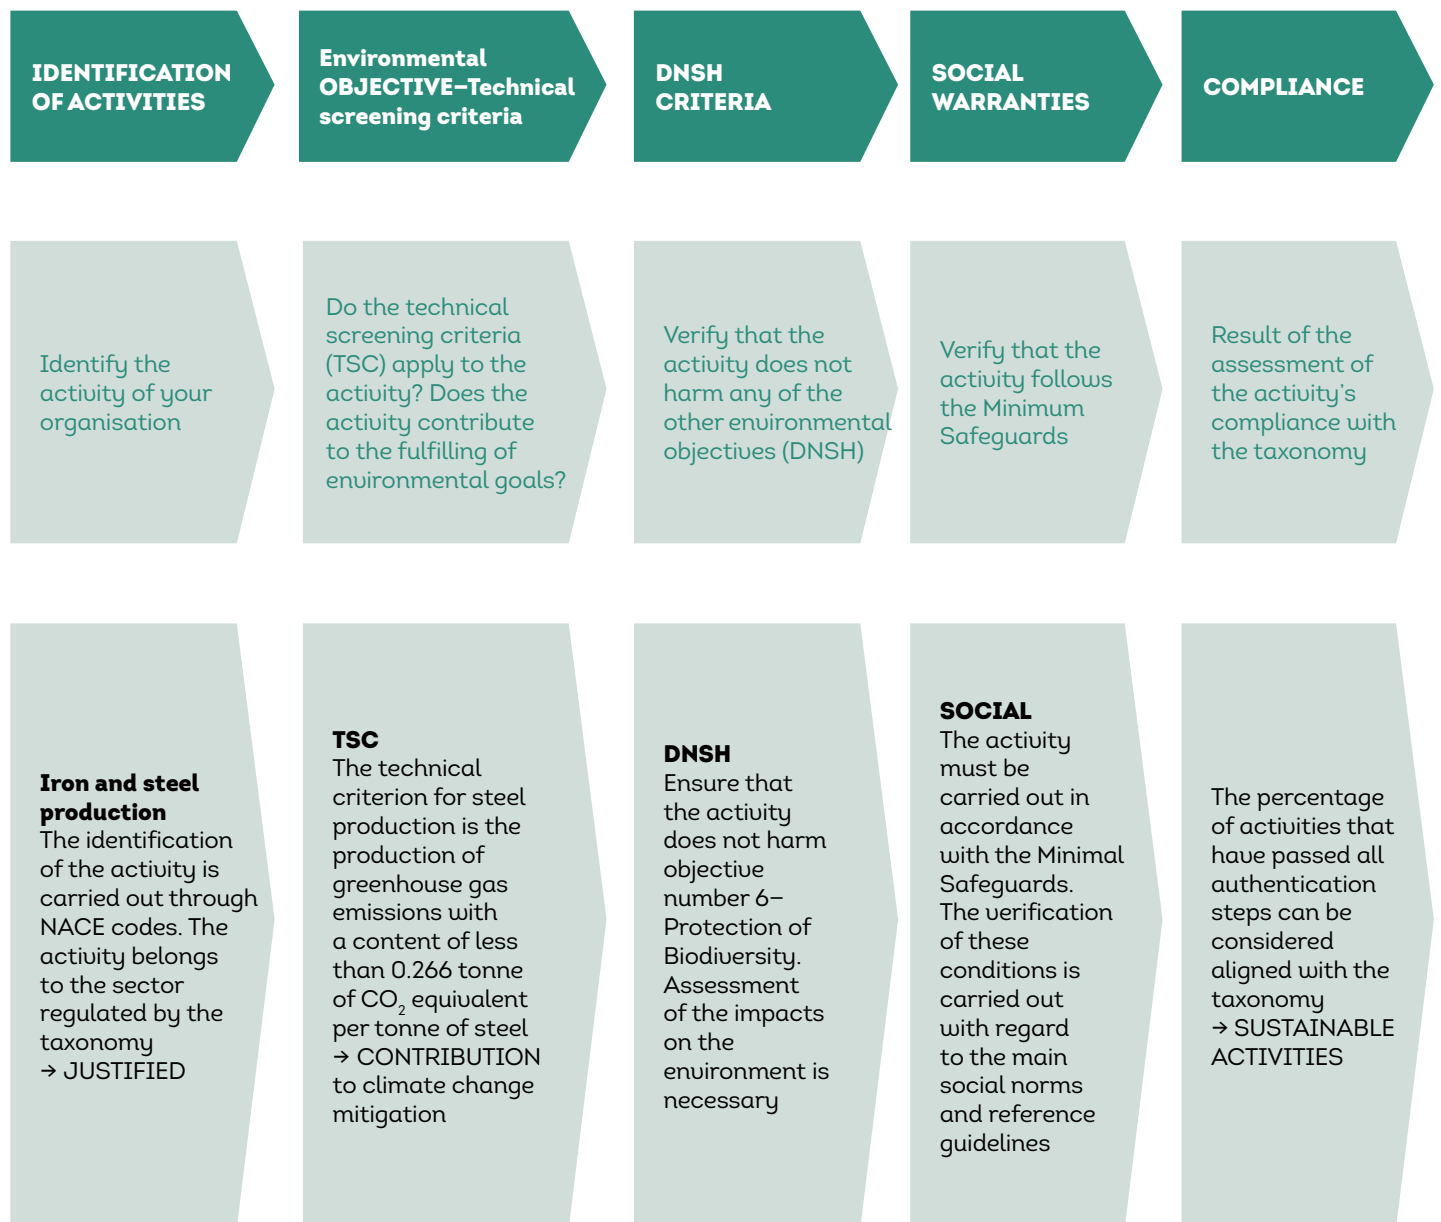 IDENTIFICATION
OF ACTIVITIES
Environmental
OBJECTIVE–Technical
screening criteria
DNSH
CRITERIA
SOCIAL
WARRANTIES
COMPLIANCE
Identify the
activity of your
organisation
Do the technical
screening criteria
(TSC) apply to the
activity? Does the
activity contribute
to the fulfilling of
environmental goals?
Verify that the
activity does not
harm any of the
other environmental
objectives (DNSH)
Verify that the
activity follows
the Minimum
Safeguards
Result of the
assessment of
the activity's
compliance with
the taxonomy
Iron and steel
production
The identification
of the activity is
carried out through
NACE codes. The
activity belongs
to the sector
regulated by the
taxonomy
→ JUSTIFIED
TSC
The technical
criterion for steel
production is the
production of
greenhouse gas
emissions with
a content of less
than 0.266 tonne
of CO₂ equivalent
per tonne of steel
→ CONTRIBUTION
to climate change
mitigation
DNSH
Ensure that
the activity
does not harm
objective
number 6–
Protection of
Biodiversity.
Assessment
of the impacts
on the
environment is
necessary
SOCIAL
The activity
must be
carried out in
accordance
with the Minimal
Safeguards.
The verification
of these
conditions is
carried out
with regard
to the main
social norms
and reference
guidelines
The percentage
of activities that
have passed all
authentication
steps can be
considered
aligned with the
taxonomy
→ SUSTAINABLE
ACTIVITIES